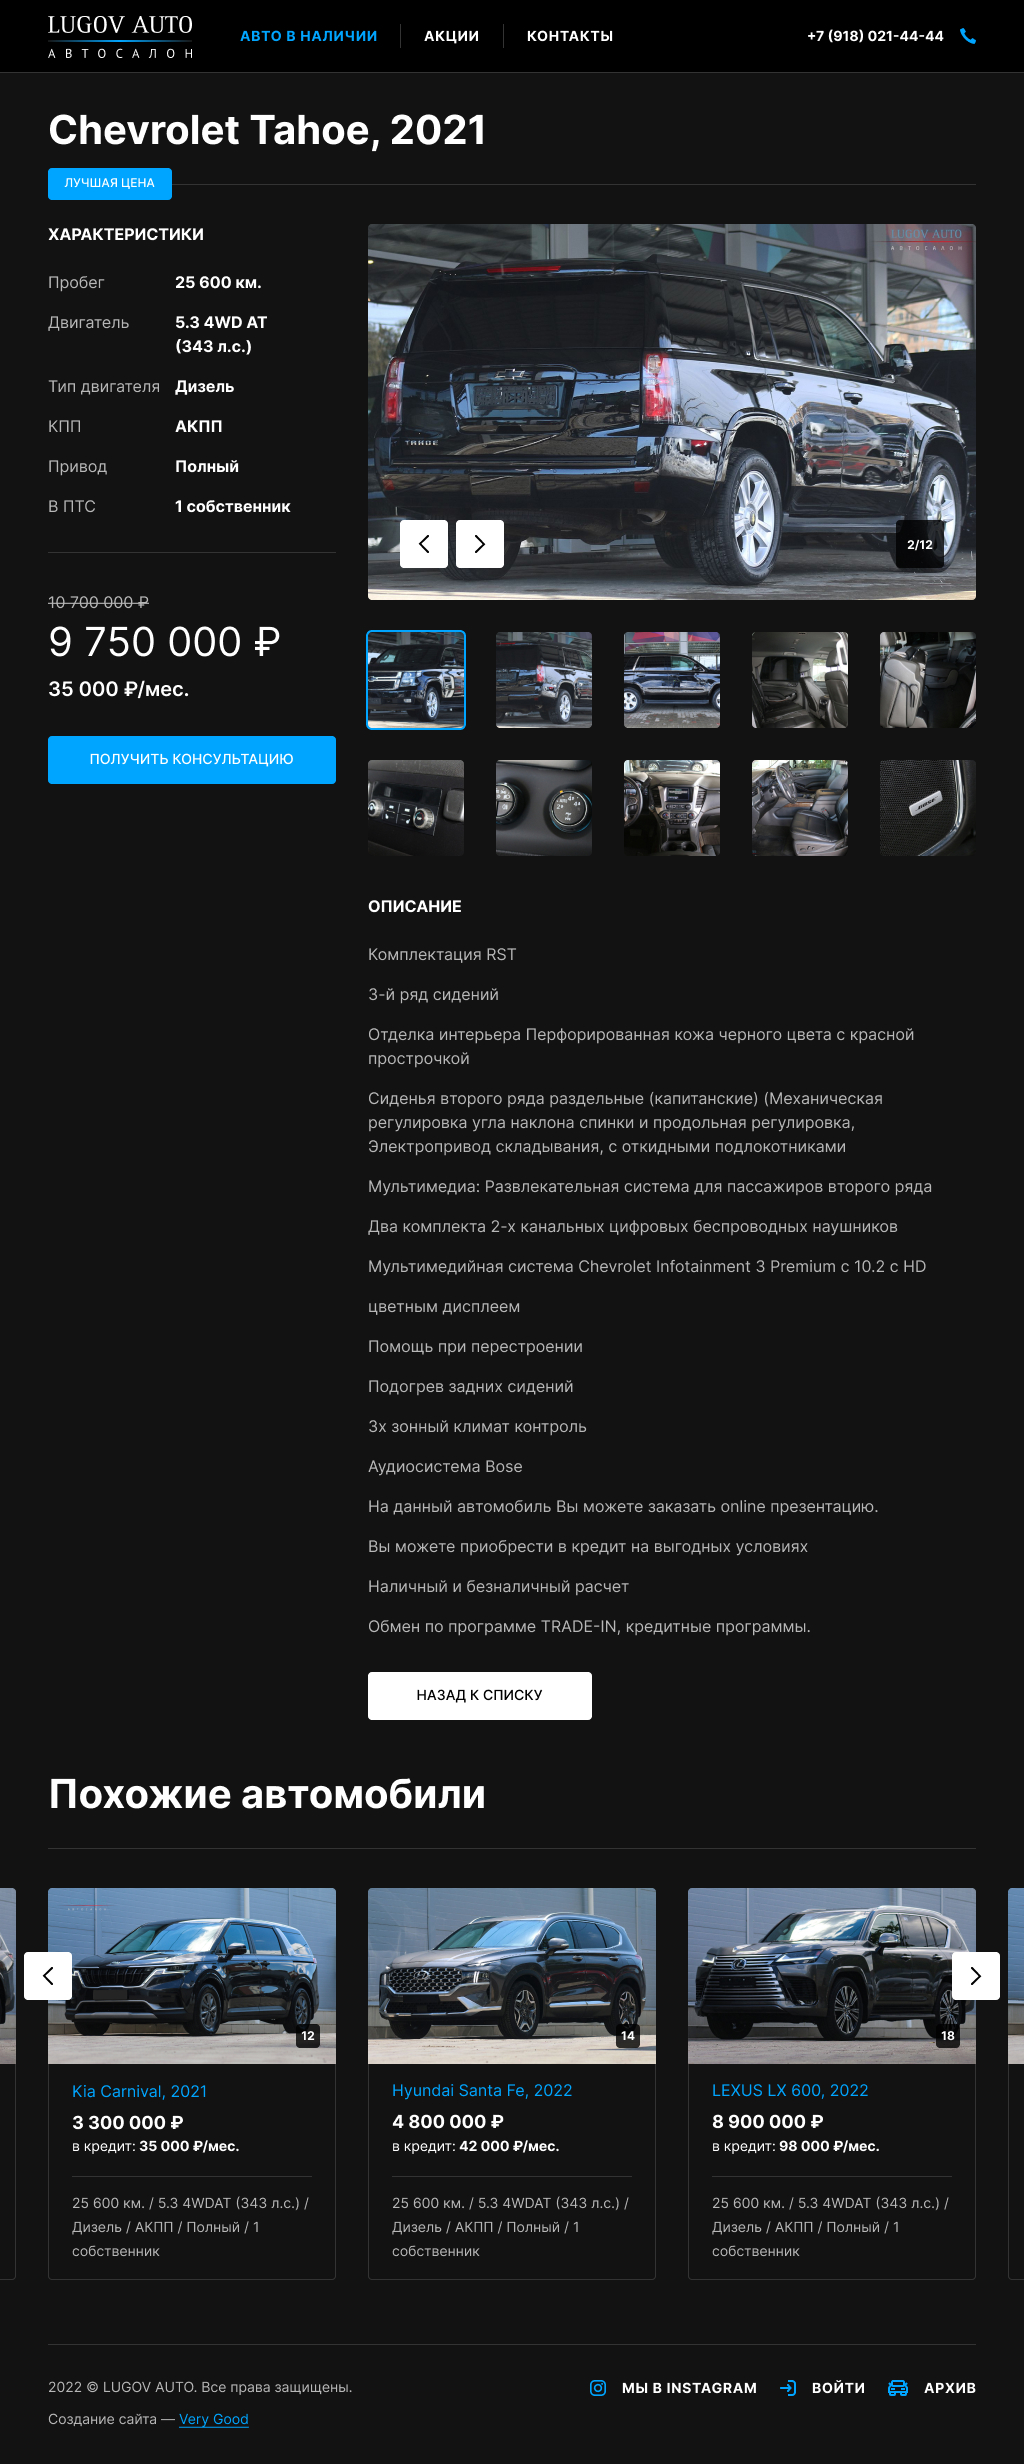 LUGOV AUTO
АВТОСАЛОН
АВТО В НАЛИЧИИ
АКЦИИ
КОНТАКТЫ
+7 (918) 021-44-44
Chevrolet Tahoe, 2021
ЛУЧШАЯ ЦЕНА
ХАРАКТЕРИСТИКИ
Пробег 25 600 км.
Двигатель 5.3 4WD AT
(343 л.с.)
Тип двигателя Дизель
КПП АКПП
Привод Полный
В ПТС 1 собственник
10 700 000 ₽
9 750 000 ₽
35 000 ₽/мес.
ПОЛУЧИТЬ КОНСУЛЬТАЦИЮ
LUGOV AUTO
АВТОСАЛОН
TAHOE
2/12
BOSE
ОПИСАНИЕ
Комплектация RST
3-й ряд сидений
Отделка интерьера Перфорированная кожа черного цвета с красной
прострочкой
Сиденья второго ряда раздельные (капитанские) (Механическая
регулировка угла наклона спинки и продольная регулировка,
Электропривод складывания, с откидными подлокотниками
Мультимедиа: Развлекательная система для пассажиров второго ряда
Два комплекта 2-х канальных цифровых беспроводных наушников
Мультимедийная система Chevrolet Infotainment 3 Premium с 10.2 с HD
цветным дисплеем
Помощь при перестроении
Подогрев задних сидений
3х зонный климат контроль
Аудиосистема Bose
На данный автомобиль Вы можете заказать online презентацию.
Вы можете приобрести в кредит на выгодных условиях
Наличный и безналичный расчет
Обмен по программе TRADE-IN, кредитные программы.
НАЗАД К СПИСКУ
Похожие автомобили
12
Kia Carnival, 2021
3 300 000 ₽
в кредит: 35 000 ₽/мес.
25 600 км. / 5.3 4WDAT (343 л.с.) /
Дизель / АКПП / Полный / 1
собственник
14
Hyundai Santa Fe, 2022
4 800 000 ₽
в кредит: 42 000 ₽/мес.
25 600 км. / 5.3 4WDAT (343 л.с.) /
Дизель / АКПП / Полный / 1
собственник
18
LEXUS LX 600, 2022
8 900 000 ₽
в кредит: 98 000 ₽/мес.
25 600 км. / 5.3 4WDAT (343 л.с.) /
Дизель / АКПП / Полный / 1
собственник
2022 © LUGOV AUTO. Все права защищены.
Создание сайта — Very Good
МЫ В INSTAGRAM
ВОЙТИ
АРХИВ